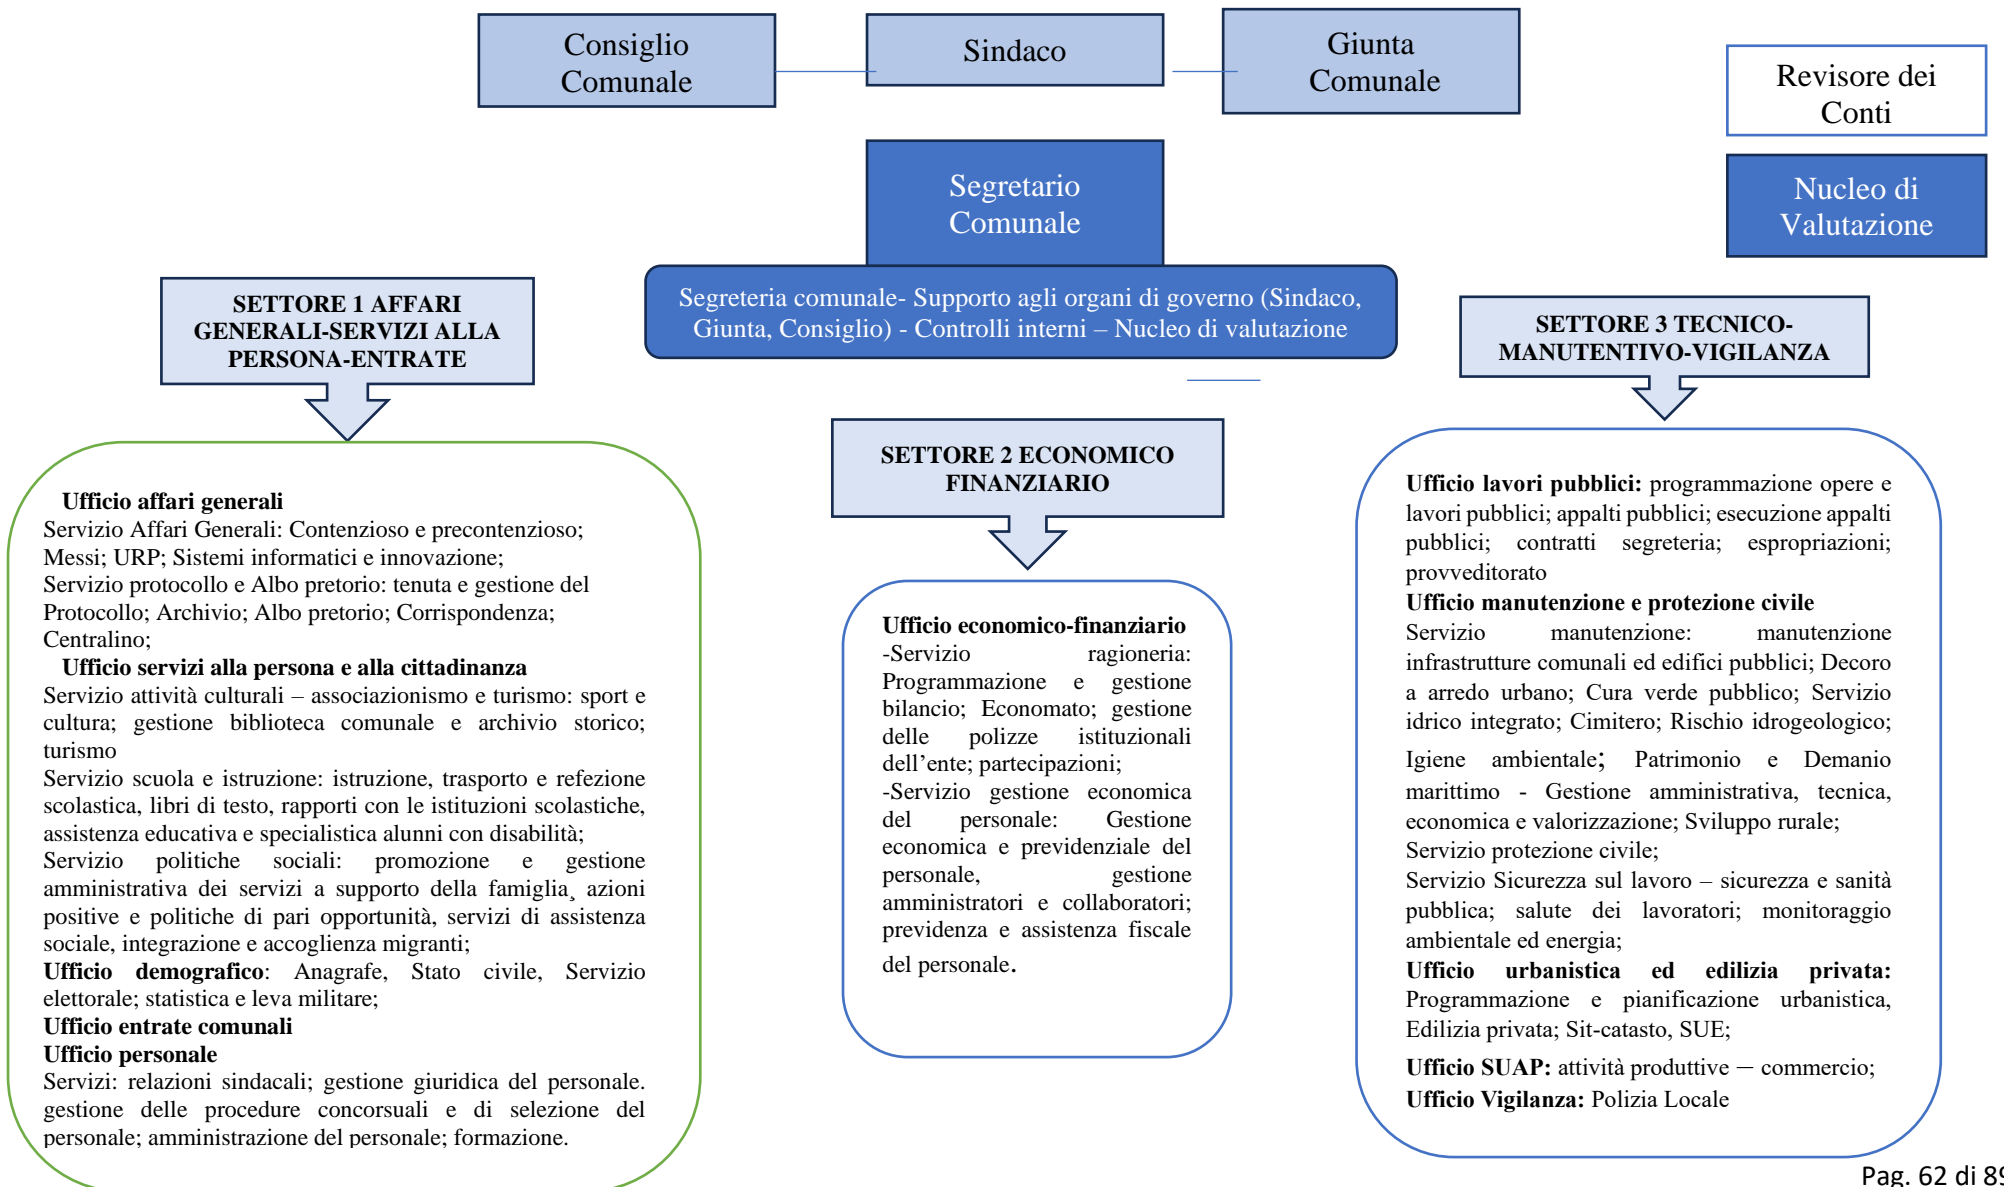 Consiglio
Comunale
Sindaco
Giunta
Comunale
Revisore dei
Conti
Segretario
Comunale
Nucleo di
Valutazione
Segreteria comunale- Supporto agli organi di governo (Sindaco,
Giunta, Consiglio) - Controlli interni – Nucleo di valutazione
SETTORE 1 AFFARI
GENERALI-SERVIZI ALLA
PERSONA-ENTRATE
Ufficio affari generali
Servizio Affari Generali: Contenzioso e precontenzioso;
Messi; URP; Sistemi informatici e innovazione;
Servizio protocollo e Albo pretorio: tenuta e gestione del
Protocollo; Archivio; Albo pretorio; Corrispondenza;
Centralino;
Ufficio servizi alla persona e alla cittadinanza
Servizio attività culturali – associazionismo e turismo: sport e
cultura; gestione biblioteca comunale e archivio storico;
turismo
Servizio scuola e istruzione: istruzione, trasporto e refezione
scolastica, libri di testo, rapporti con le istituzioni scolastiche,
assistenza educativa e specialistica alunni con disabilità;
Servizio politiche sociali: promozione e gestione
amministrativa dei servizi a supporto della famiglia¸ azioni
positive e politiche di pari opportunità, servizi di assistenza
sociale, integrazione e accoglienza migranti;
Ufficio demografico: Anagrafe, Stato civile, Servizio
elettorale; statistica e leva militare;
Ufficio entrate comunali
Ufficio personale
Servizi: relazioni sindacali; gestione giuridica del personale.
gestione delle procedure concorsuali e di selezione del
personale; amministrazione del personale; formazione.
SETTORE 2 ECONOMICO
FINANZIARIO
Ufficio economico-finanziario
-Servizio ragioneria:
Programmazione e gestione
bilancio; Economato; gestione
delle polizze istituzionali
dell’ente; partecipazioni;
-Servizio gestione economica
del personale: Gestione
economica e previdenziale del
personale, gestione
amministratori e collaboratori;
previdenza e assistenza fiscale
del personale.
SETTORE 3 TECNICO-
MANUTENTIVO-VIGILANZA
Ufficio lavori pubblici: programmazione opere e
lavori pubblici; appalti pubblici; esecuzione appalti
pubblici; contratti segreteria; espropriazioni;
provveditorato
Ufficio manutenzione e protezione civile
Servizio manutenzione: manutenzione
infrastrutture comunali ed edifici pubblici; Decoro
a arredo urbano; Cura verde pubblico; Servizio
idrico integrato; Cimitero; Rischio idrogeologico;
Igiene ambientale; Patrimonio e Demanio
marittimo - Gestione amministrativa, tecnica,
economica e valorizzazione; Sviluppo rurale;
Servizio protezione civile;
Servizio Sicurezza sul lavoro – sicurezza e sanità
pubblica; salute dei lavoratori; monitoraggio
ambientale ed energia;
Ufficio urbanistica ed edilizia privata:
Programmazione e pianificazione urbanistica,
Edilizia privata; Sit-catasto, SUE;
Ufficio SUAP: attività produttive — commercio;
Ufficio Vigilanza: Polizia Locale
Pag. 62 di 89